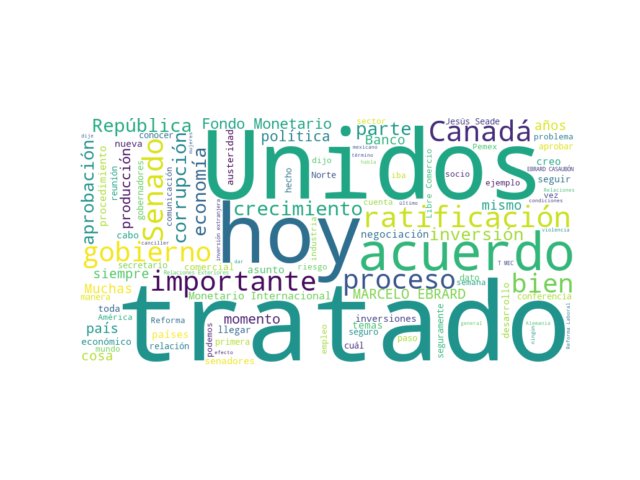 República Fondo Monetario sector Jesús Seade años
dije conocer mujeres Unidos parte Canadá problema
nueva austeridad política Banco Pemex aprobar
aprobación procedimiento reunión producción gobernadores Senado comunicación corrupción economía
hecho dijo Norte iba socio ejemplo Libre Comercio creo EBRARD CASAUBÓN
mexicano término habla seguir Relaciones vez
hoy crecimiento cuenta último ratificación mismo condiciones
cabo canciller gobierno inversión extranjera industria negociación inversión violencia
secretario comercial dar acuerdo T MEC
siempre Relaciones Exteriores asunto riesgo proceso dato semana bien
Muchas importante
manera Monetario Internacional MARCELO EBRARD conferencia
toda América Reforma momento inversiones temas desarrollo
país países llegar empleo seguro paso seguramente general Alemania ningún Reforma Laboral
económico mundo relación podemos primera efecto cuál
cosa senadores
tratado